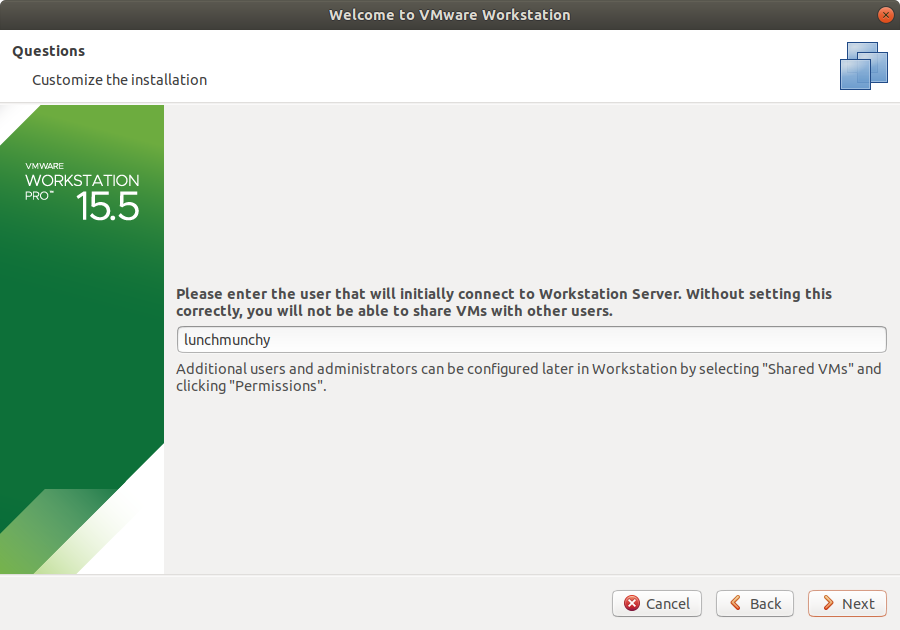 Welcome to VMware Workstation
Questions
Customize the installation
VMWARE
WORKSTATION
PRO™
15.5
Please enter the user that will initially connect to Workstation Server. Without setting this
correctly, you will not be able to share VMs with other users.
lunchmunchy
Additional users and administrators can be configured later in Workstation by selecting "Shared VMs" and
clicking "Permissions".
Cancel
Back
Next